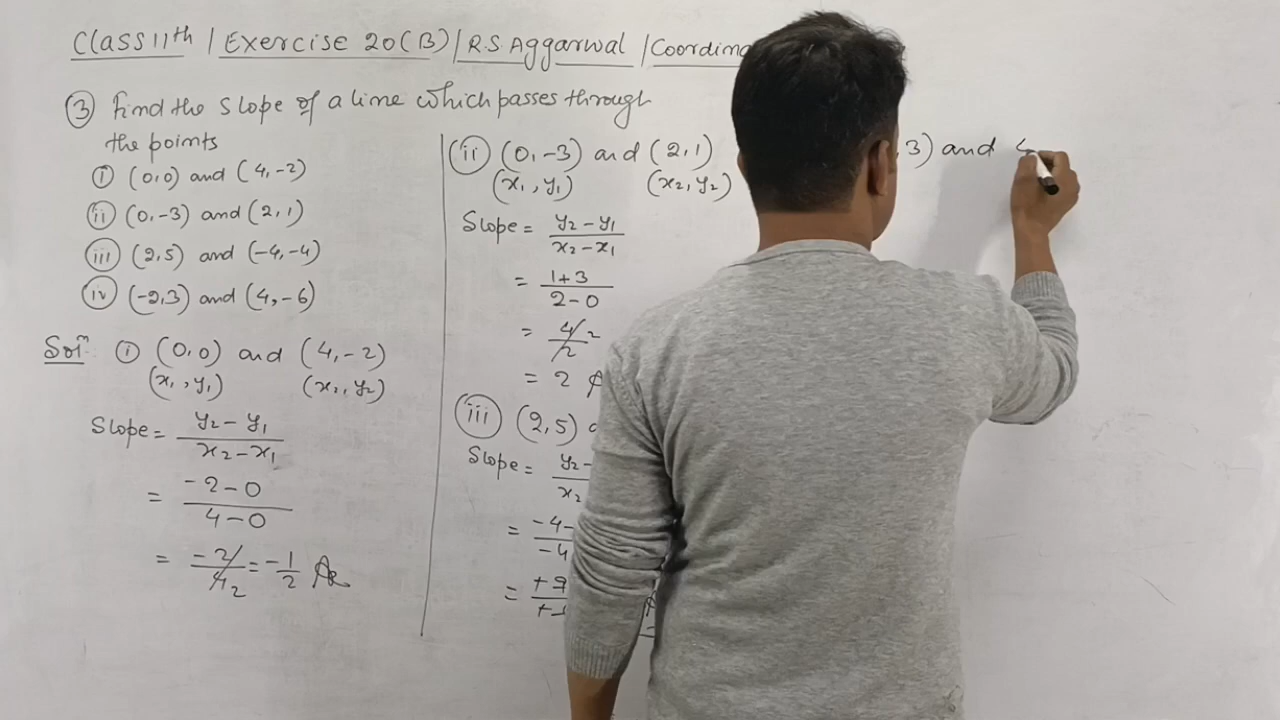 Class 11th / Exercise 20(B) / R.S Aggarwal / Coordina
③ Find the slope of a line which passes through
the points
ⓘ (0,0) and (4,-2)
ⓘⓘ (0,-3) and (2,1)
ⓘⓘⓘ (2,5) and (-4,-4)
ⓘⓥ (-2,3) and (4,-6)
Solⁿ: ⓘ (0,0) and (4,-2)
(x₁,y₁) (x₂,y₂)
Slope = y₂-y₁ / x₂-x₁
= -2-0 / 4-0
= -2/4 2 = -1/2
(ii) (0,-3) and (2,1)
(x₁,y₁) (x₂,y₂)
Slope = y₂-y₁ / x₂-x₁
= 1+3 / 2-0
= 4/2 2
= 2
(iii) (2,5)
Slope = y₂- / x₂
= -4- / -4
= +9
,3) and